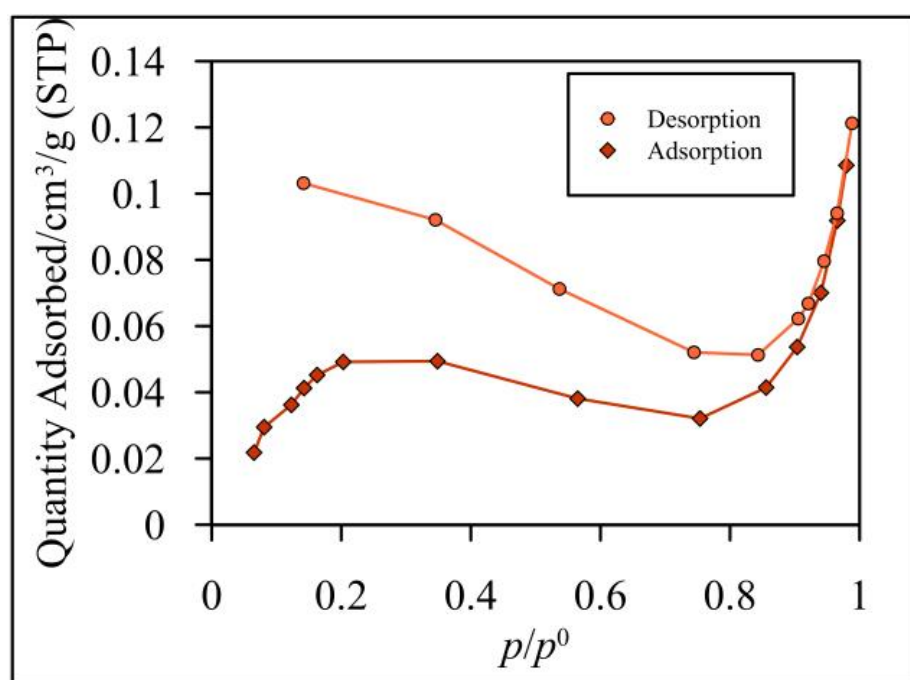 Quantity Adsorbed/cm³/g (STP)
0.14
0.12
0.1
0.08
0.06
0.04
0.02
0
Desorption
Adsorption
0 0.2 0.4 0.6 0.8 1
p/p⁰